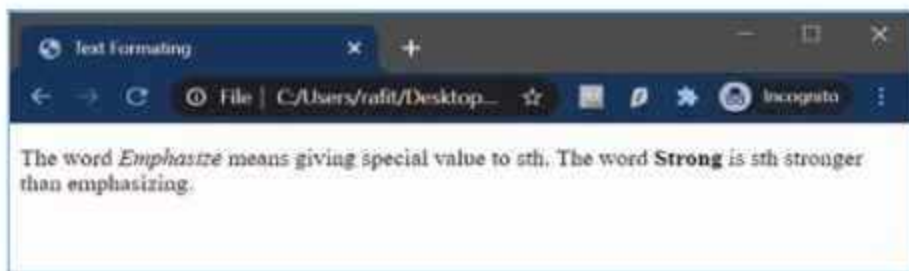 Text Formating
File | C:/Users/rafit/Desktop...
Incognito
The word Emphasize means giving special value to sth. The word Strong is sth stronger
than emphasizing.